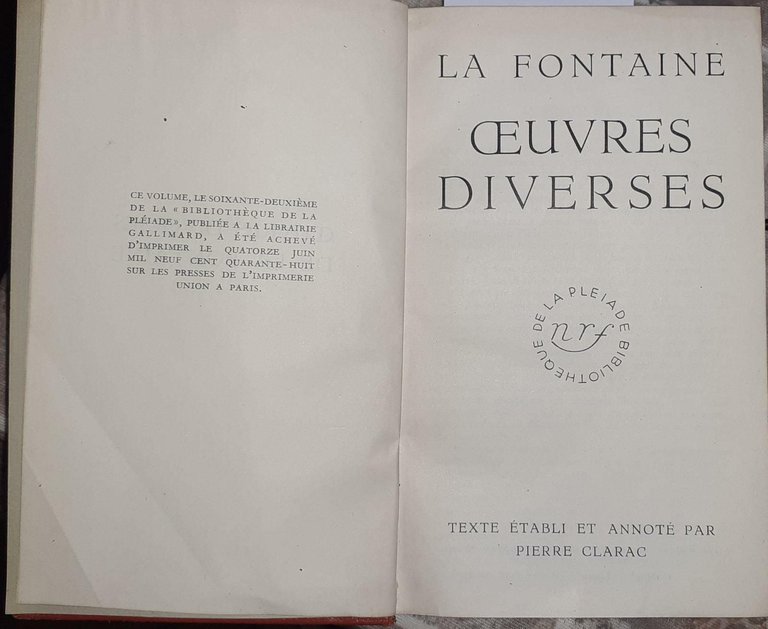 CE VOLUME, LE SOIXANTE-DEUXIÈME
DE LA « BIBLIOTHÈQUE DE LA
PLÉIADE», PUBLIÉE A LA LIBRAIRIE
GALLIMARD, A ÉTÉ ACHEVÉ
D'IMPRIMER LE QUATORZE JUIN
MIL NEUF CENT QUARANTE-HUIT
SUR LES PRESSES DE L'IMPRIMERIE
UNION A PARIS.
LA FONTAINE
ŒUVRES
DIVERSES
BIBLIOTHÈQUE DE LA PLEIADE
nrf
TEXTE ÉTABLI ET ANNOTÉ PAR
PIERRE CLARAC